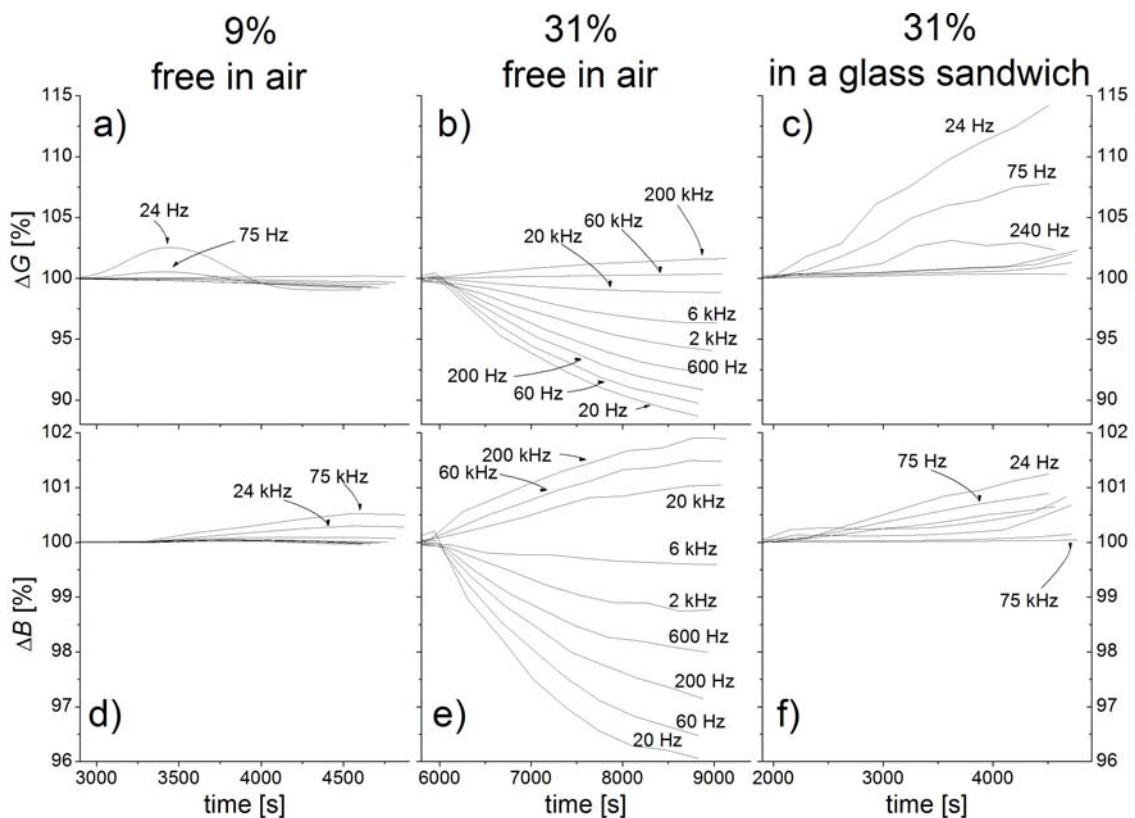 9%
free in air
31%
free in air
31%
in a glass sandwich
a)
b)
c)
ΔG [%]
115
110
105
100
95
90
24 Hz
75 Hz
200 kHz
60 kHz
20 kHz
6 kHz
2 kHz
600 Hz
200 Hz
60 Hz
20 Hz
24 Hz
75 Hz
240 Hz
115
110
105
100
95
90
ΔB [%]
102
101
100
99
98
97
96
75 kHz
24 kHz
d)
200 kHz
60 kHz
20 kHz
6 kHz
2 kHz
600 Hz
200 Hz
60 Hz
20 Hz
e)
24 Hz
75 Hz
75 kHz
f)
102
101
100
99
98
97
96
3000 3500 4000 4500
6000 7000 8000 9000
2000 3000 4000
time [s]
time [s]
time [s]